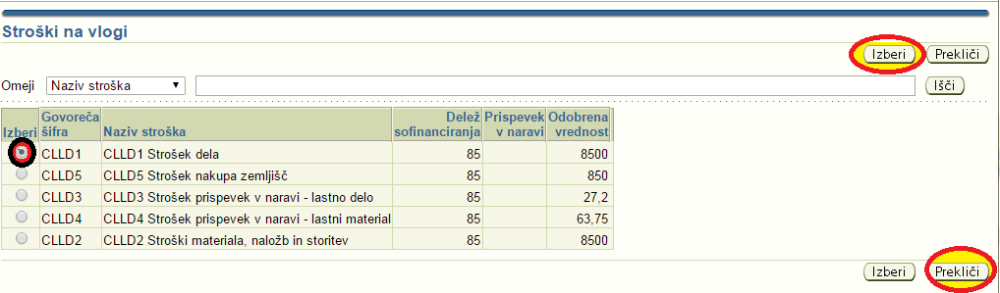 Stroški na vlogi
Izberi Prekliči
Omeji Naziv stroška Išči
Izberi Govoreča šifra Naziv stroška Delež sofinanciranja Prispevek v naravi Odobrena vrednost
CLLD1 CLLD1 Strošek dela 85 8500
CLLD5 CLLD5 Strošek nakupa zemljišč 85 850
CLLD3 CLLD3 Strošek prispevek v naravi - lastno delo 85 27,2
CLLD4 CLLD4 Strošek prispevek v naravi - lastni material 85 63,75
CLLD2 CLLD2 Stroški materiala, naložb in storitev 85 8500
Izberi Prekliči